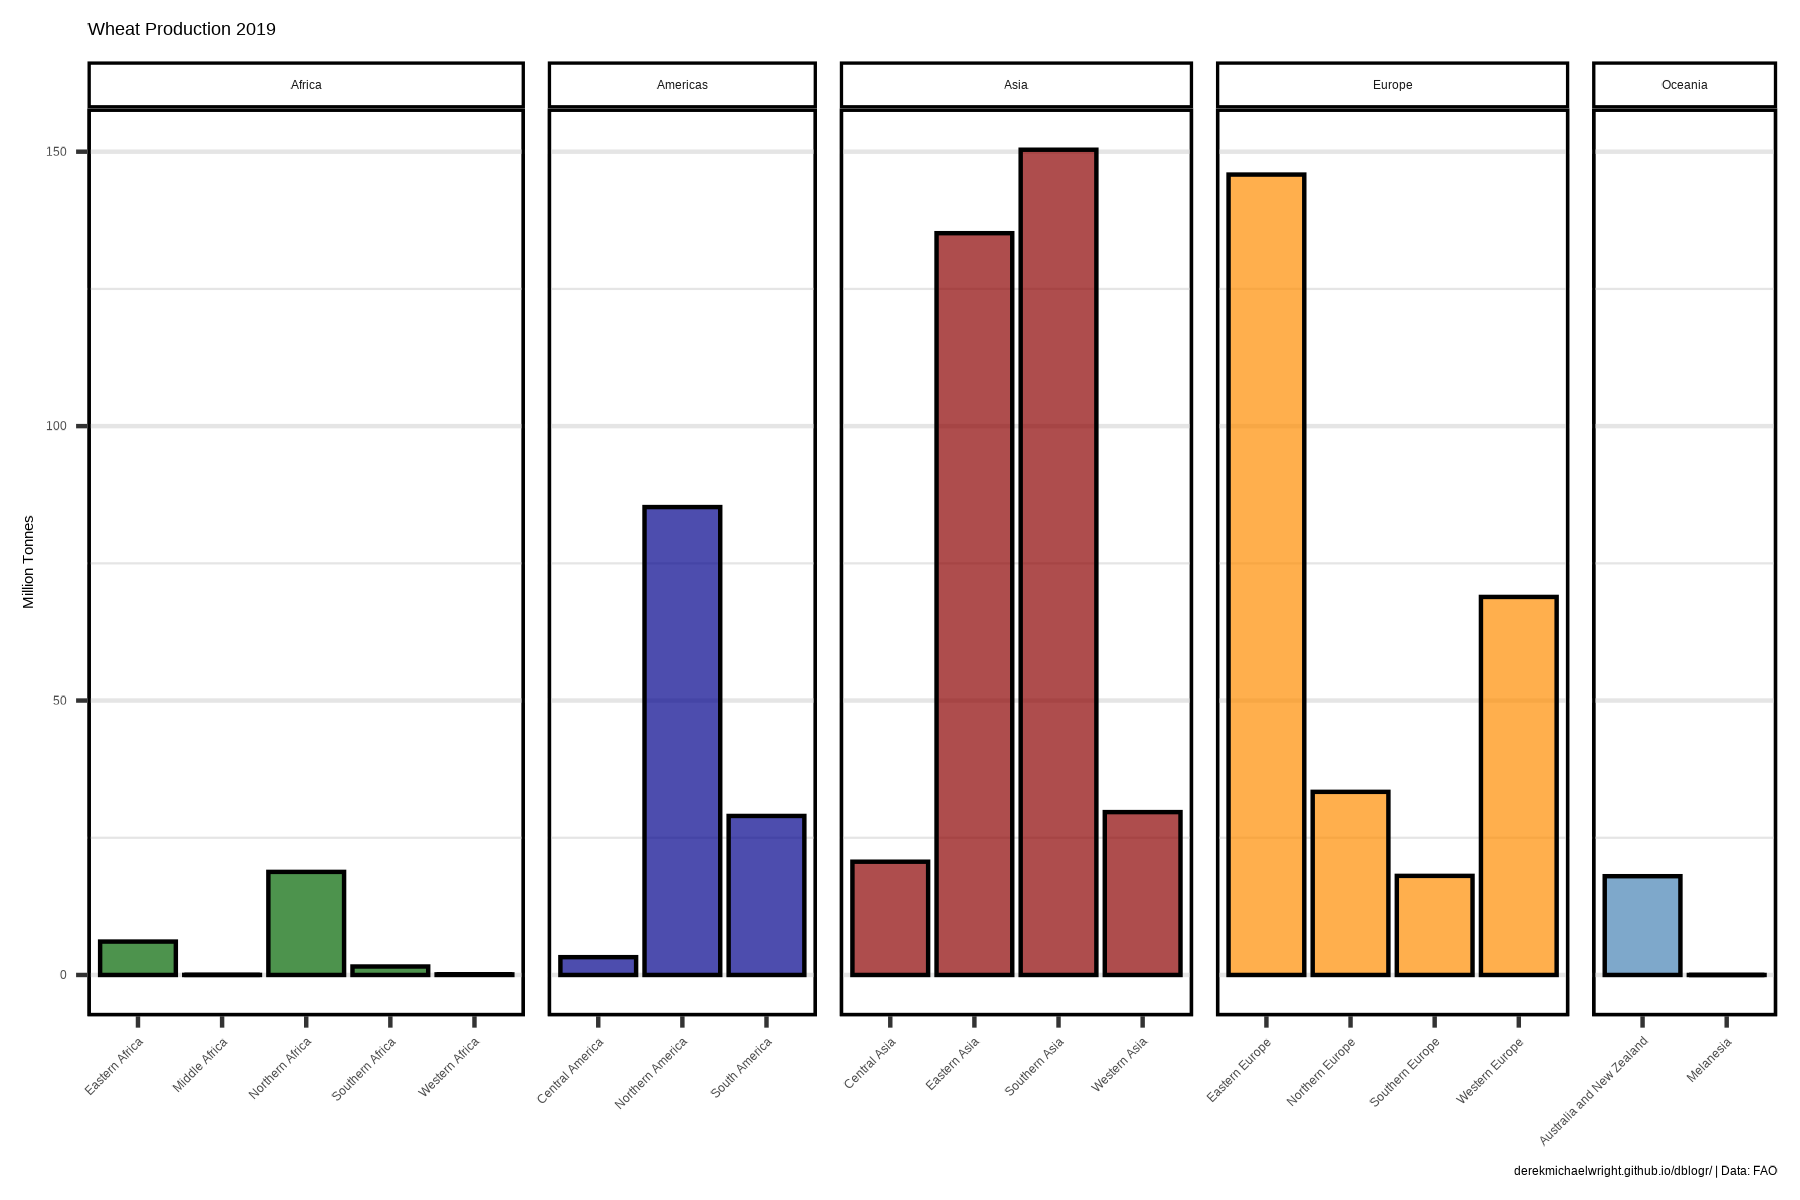 Wheat Production 2019
Africa
Americas
Asia
Europe
Oceania
Million Tonnes
150
100
50
0
Eastern Africa
Middle Africa
Northern Africa
Southern Africa
Western Africa
Central America
Northern America
South America
Central Asia
Eastern Asia
Southern Asia
Western Asia
Eastern Europe
Northern Europe
Southern Europe
Western Europe
Australia and New Zealand
Melanesia
derekmichaelwright.github.io/dblogr/ | Data: FAO